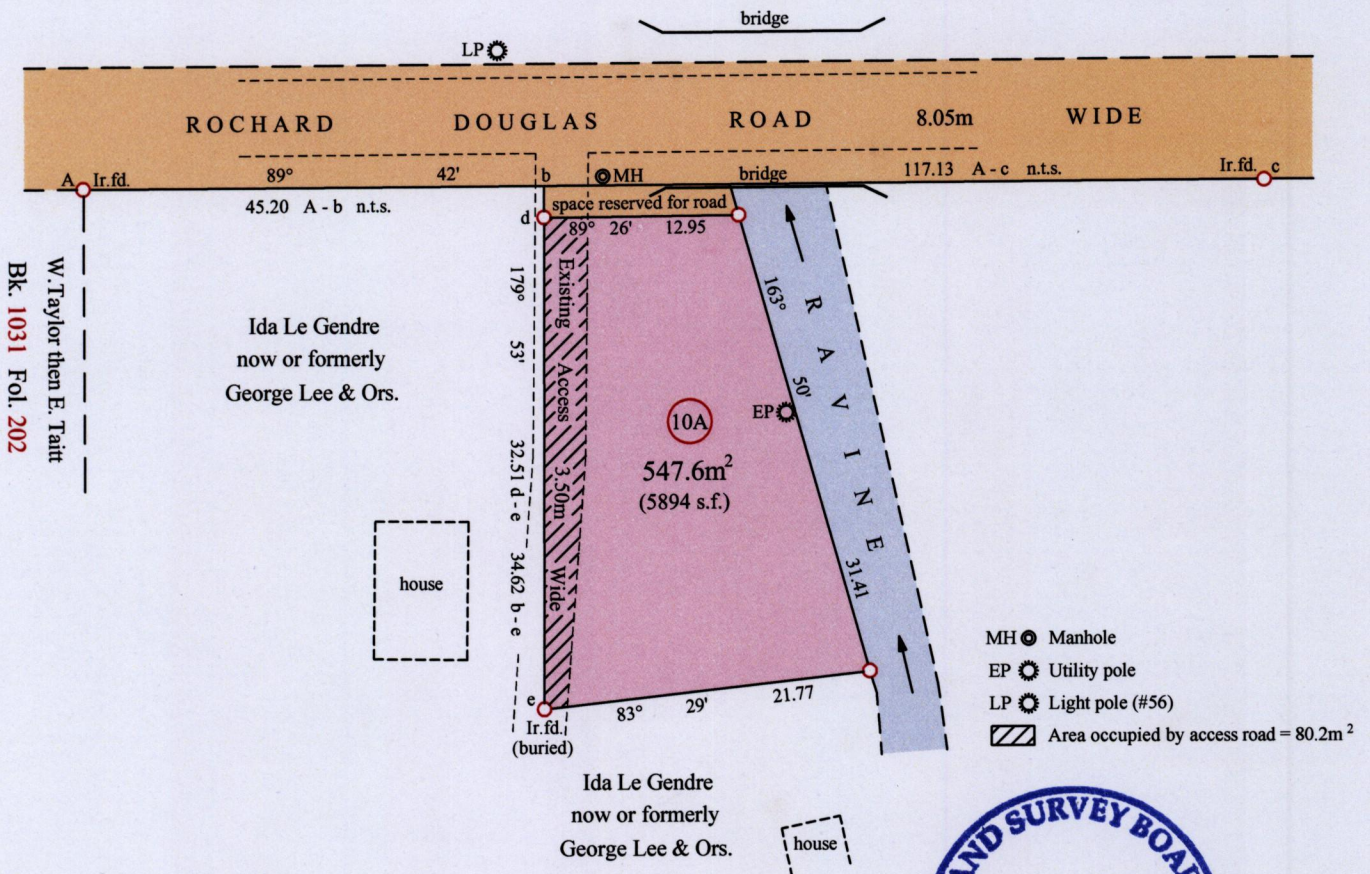 bridge
LP
ROCHARD DOUGLAS ROAD 8.05m WIDE
A Ir.fd. 89° 42' b MH bridge 117.13 A - c n.t.s. Ir.fd. c
45.20 A - b n.t.s.
space reserved for road
d
89° 26' 12.95
W.Taylor then E. Taitt
Bk. 1031 Fol. 202
Ida Le Gendre
now or formerly
George Lee & Ors.
179° 53' 32.51 d - e 34.62 b - e
Existing Access 3.50m Wide
163° 50' 31.41
RAVINE
EP
10A
547.6m²
(5894 s.f.)
house
e
Ir.fd.
(buried)
83° 29' 21.77
MH Manhole
EP Utility pole
LP Light pole (#56)
Area occupied by access road = 80.2m²
Ida Le Gendre
now or formerly
George Lee & Ors.
house
AND SURVEY BOA